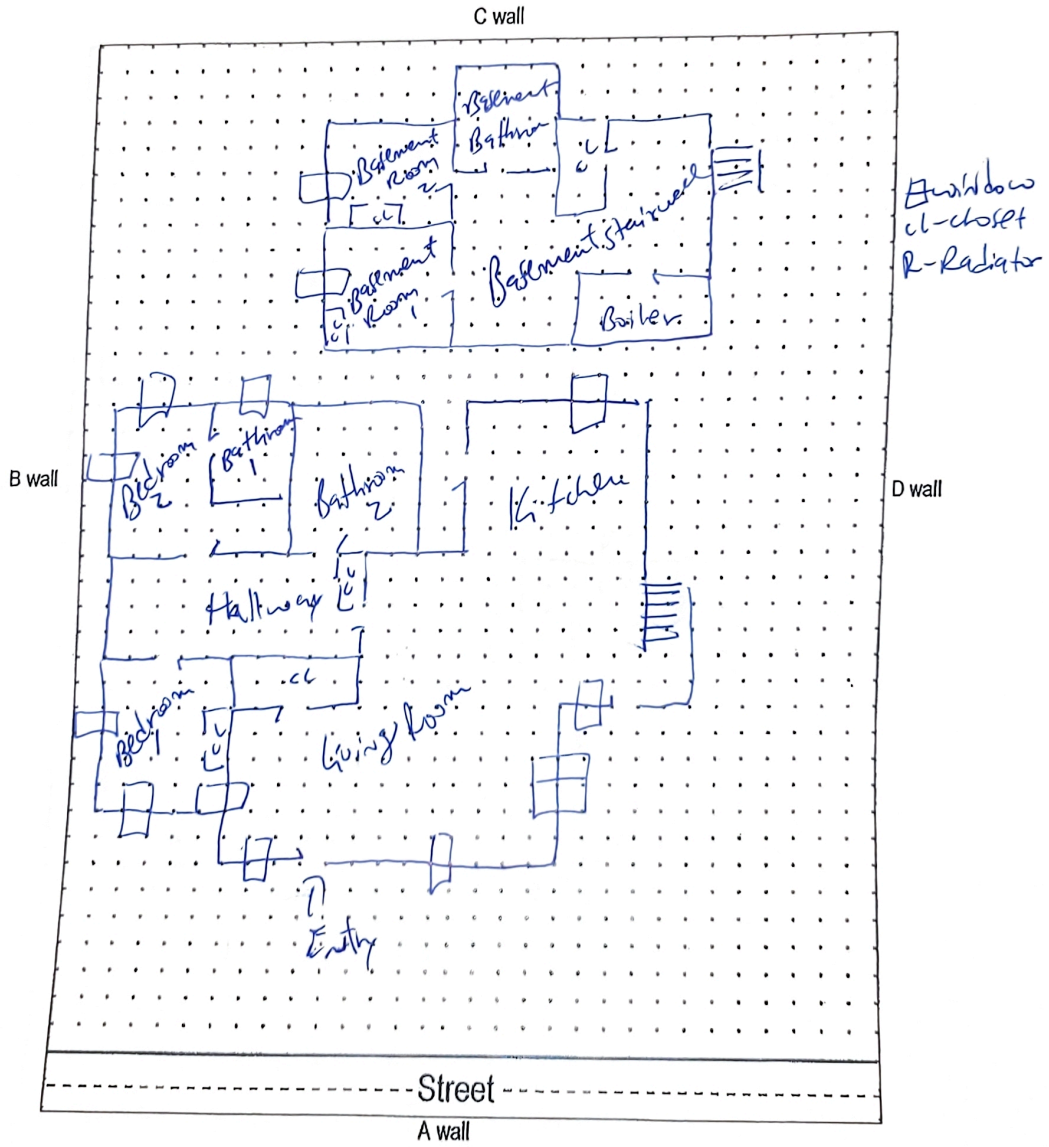 C wall
Basement
Bathroom
Basement
Room
2
CL
CL
Basement
Room
1
CL
Basement stairwell
Boiler
window
cl-closet
R-Radiator
B wall
D wall
Bedroom
2
Bathroom
1
Bathroom
2
Kitchen
Hallway
CL
CL
Bedroom
1
CL
Living Room
Entry
Street
A wall